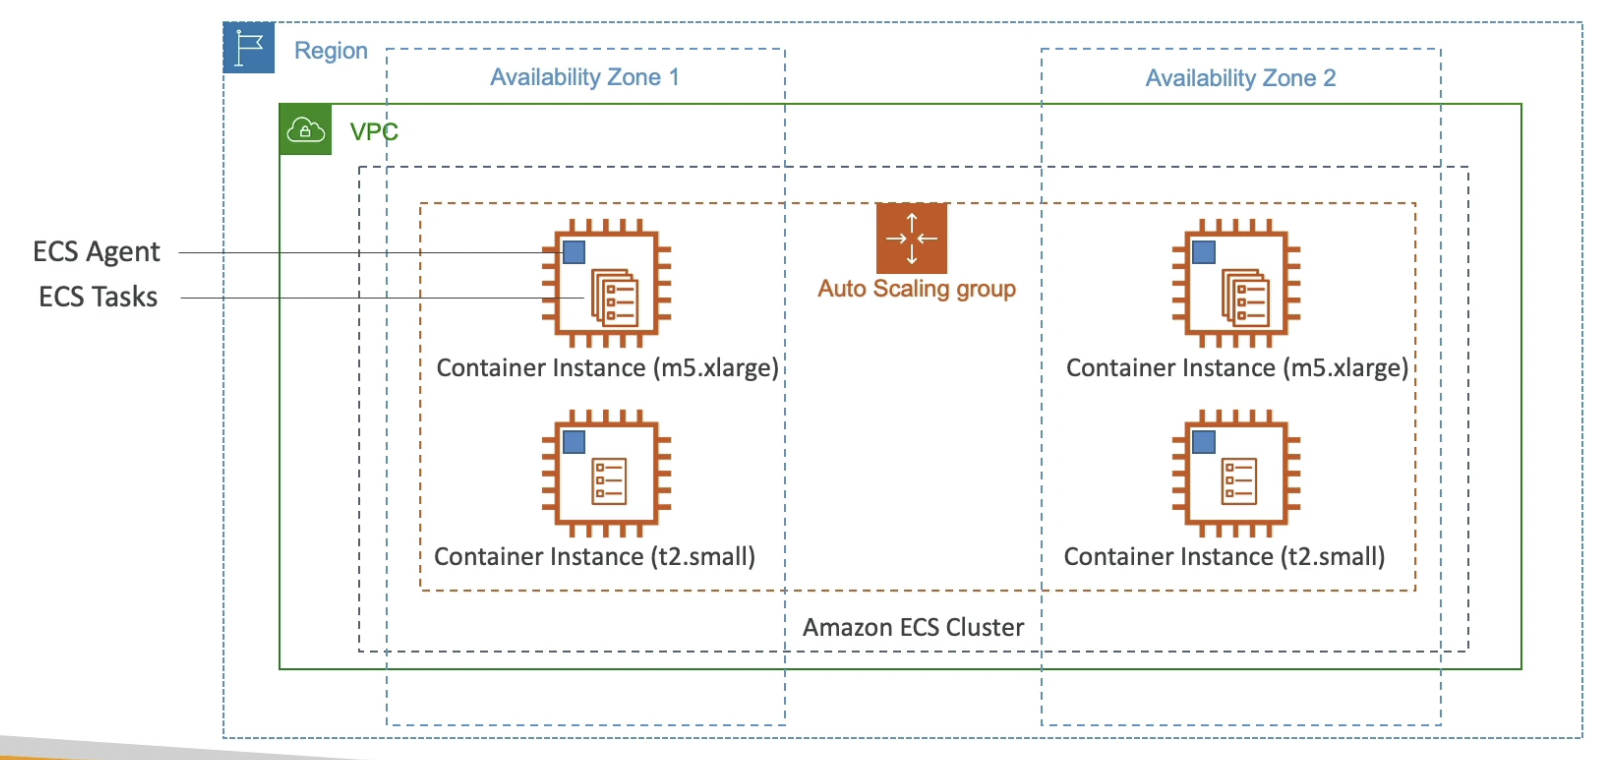 Region
Availability Zone 1
Availability Zone 2
VPC
ECS Agent
ECS Tasks
Auto Scaling group
Container Instance (m5.xlarge)
Container Instance (m5.xlarge)
Container Instance (t2.small)
Container Instance (t2.small)
Amazon ECS Cluster